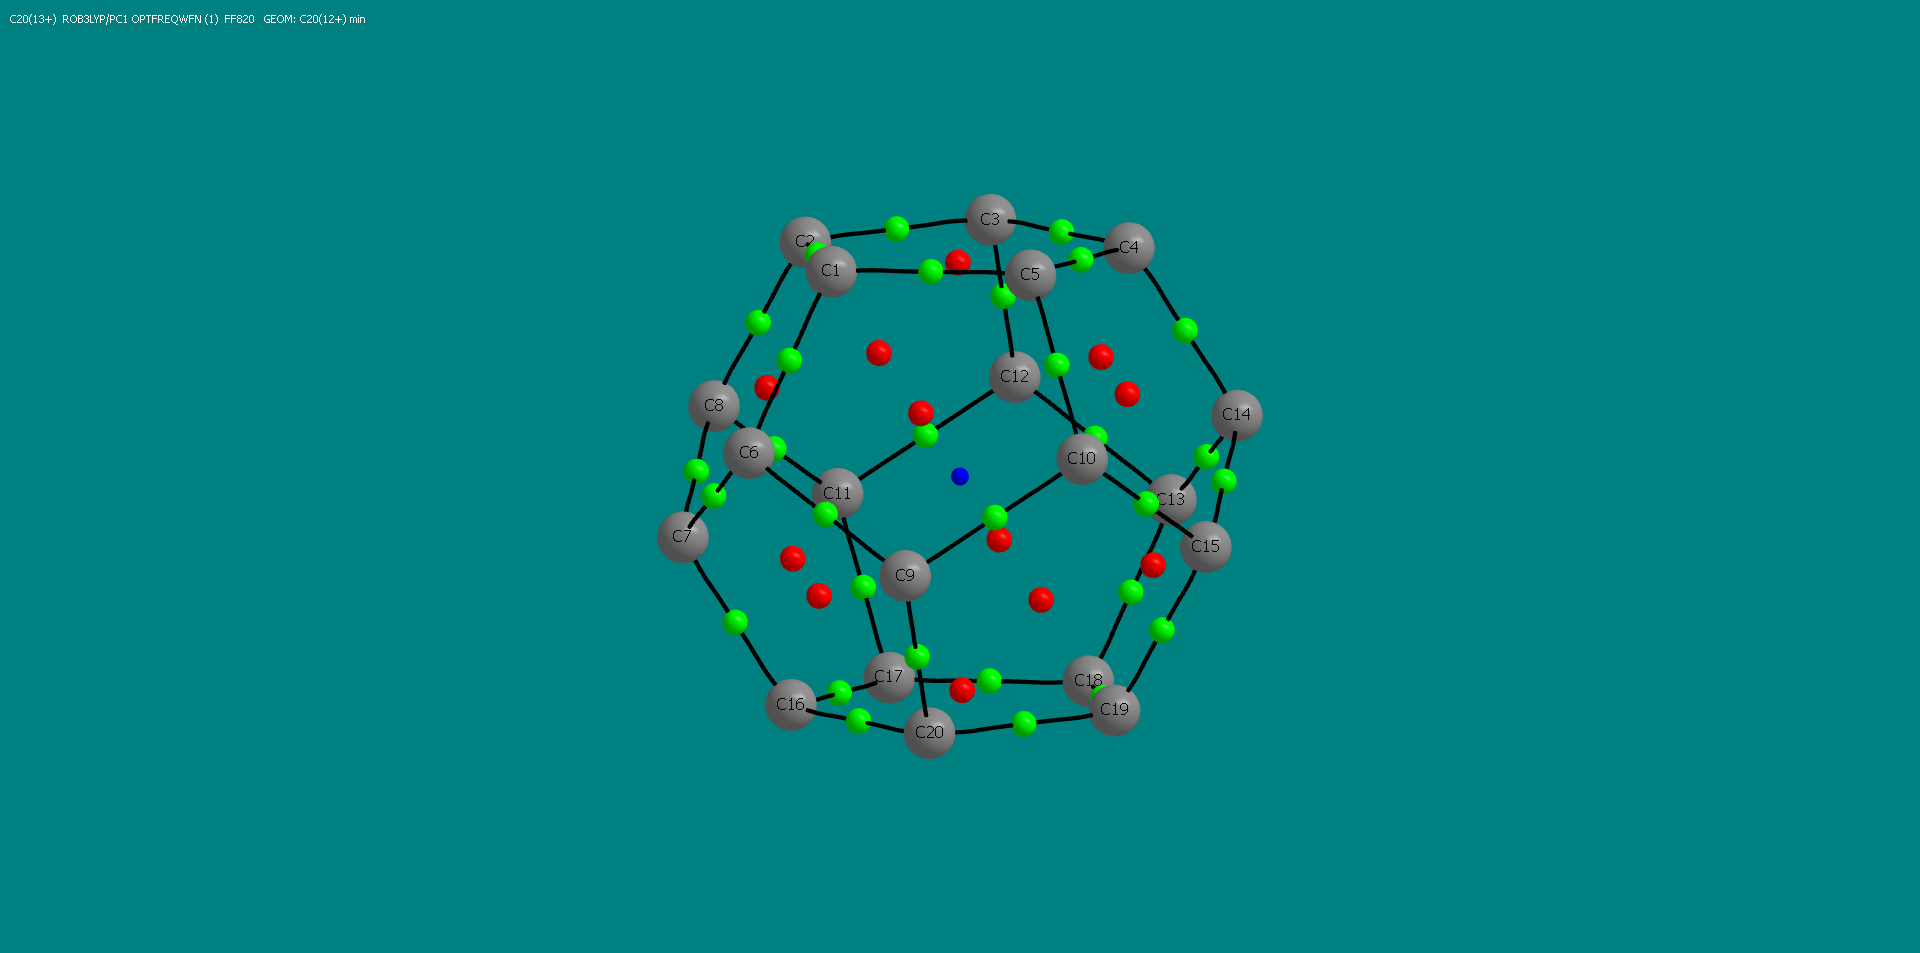 C20(13+) ROB3LYP/PC1 OPTFREQWFN (1) FF820 GEOM: C20(12+) min
C3
C2
C4
C1
C5
C12
C8
C14
C6
C10
C11
C13
C7
C15
C9
C17
C18
C16
C19
C20